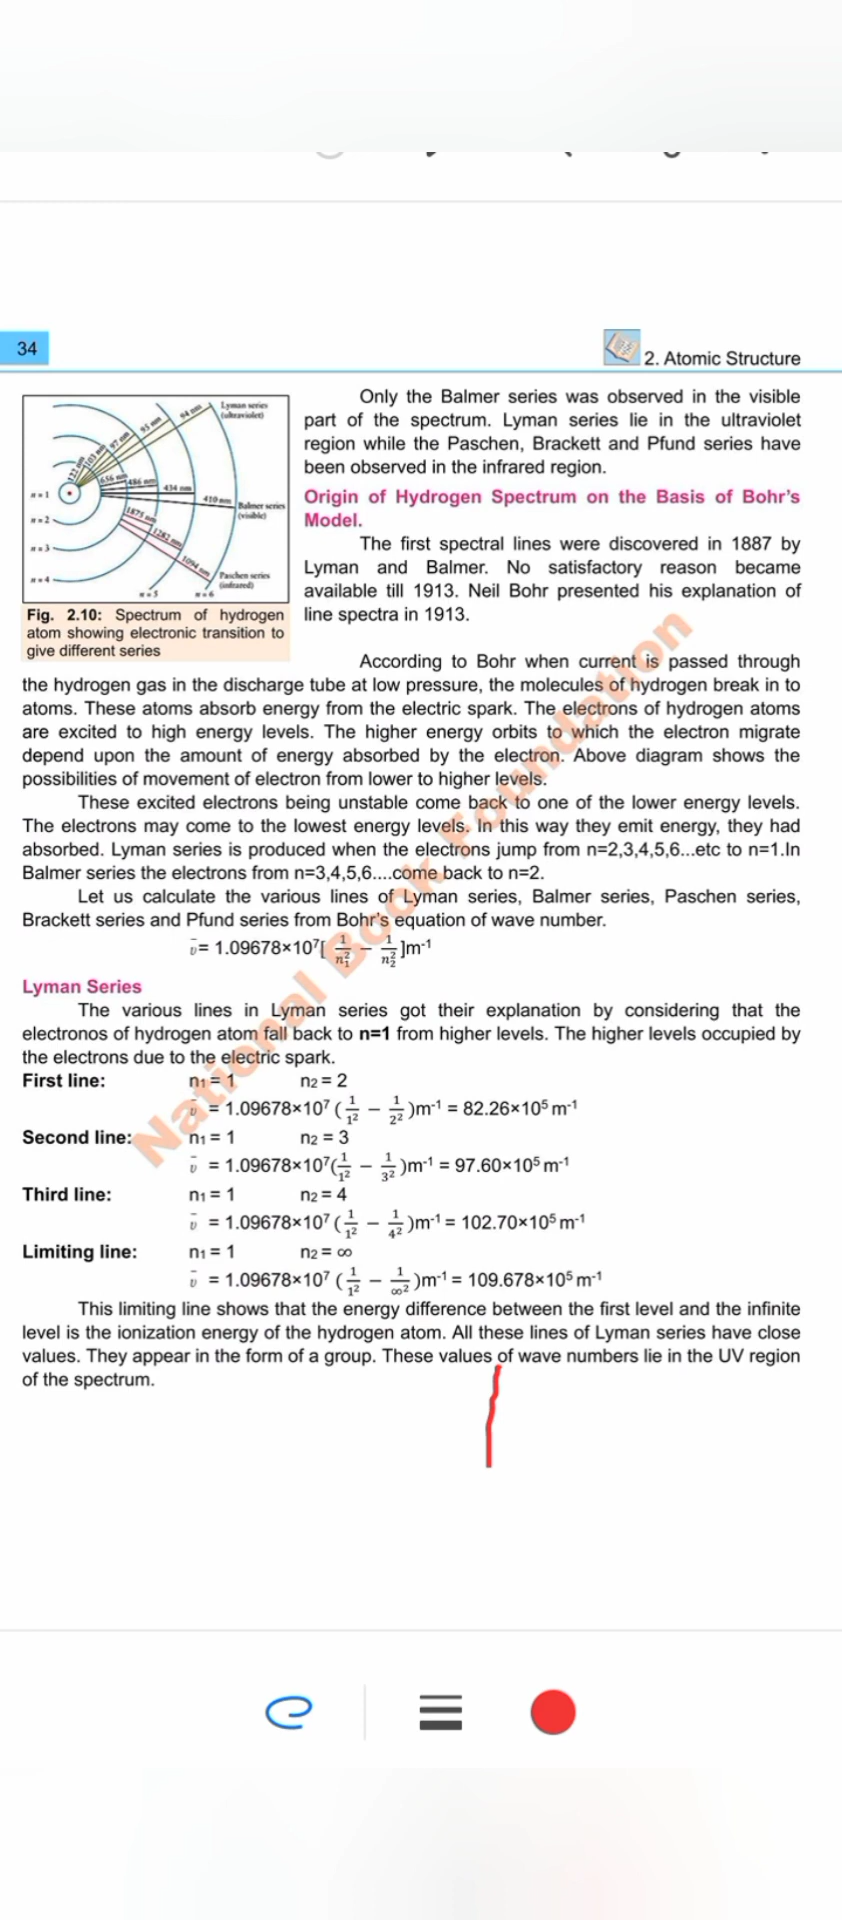 34
2. Atomic Structure
Lyman series
(ultraviolet)
94 nm
95 nm
97 nm
103 nm
122 nm
656 nm
486 nm
434 nm
410 nm
Balmer series
(visible)
1875 nm
1282 nm
1094 nm
Paschen series
(infrared)
n = 1
n = 2
n = 3
n = 4
n = 5
n = 6
Fig. 2.10: Spectrum of hydrogen
atom showing electronic transition to
give different series
Only the Balmer series was observed in the visible
part of the spectrum. Lyman series lie in the ultraviolet
region while the Paschen, Brackett and Pfund series have
been observed in the infrared region.
Origin of Hydrogen Spectrum on the Basis of Bohr's
Model.
The first spectral lines were discovered in 1887 by
Lyman and Balmer. No satisfactory reason became
available till 1913. Neil Bohr presented his explanation of
line spectra in 1913.
According to Bohr when current is passed through
the hydrogen gas in the discharge tube at low pressure, the molecules of hydrogen break in to
atoms. These atoms absorb energy from the electric spark. The electrons of hydrogen atoms
are excited to high energy levels. The higher energy orbits to which the electron migrate
depend upon the amount of energy absorbed by the electron. Above diagram shows the
possibilities of movement of electron from lower to higher levels.
These excited electrons being unstable come back to one of the lower energy levels.
The electrons may come to the lowest energy levels. In this way they emit energy, they had
absorbed. Lyman series is produced when the electrons jump from n=2,3,4,5,6...etc to n=1.In
Balmer series the electrons from n=3,4,5,6....come back to n=2.
Let us calculate the various lines of Lyman series, Balmer series, Paschen series,
Brackett series and Pfund series from Bohr's equation of wave number.
ῡ= 1.09678×10⁷[ 1/n₁² − 1/n₂² ]m⁻¹
Lyman Series
The various lines in Lyman series got their explanation by considering that the
electronos of hydrogen atom fall back to n=1 from higher levels. The higher levels occupied by
the electrons due to the electric spark.
First line: n₁ = 1 n₂ = 2
ῡ = 1.09678×10⁷ (1/1² − 1/2²)m⁻¹ = 82.26×10⁵ m⁻¹
Second line: n₁ = 1 n₂ = 3
ῡ = 1.09678×10⁷(1/1² − 1/3²)m⁻¹ = 97.60×10⁵ m⁻¹
Third line: n₁ = 1 n₂ = 4
ῡ = 1.09678×10⁷ (1/1² − 1/4²)m⁻¹ = 102.70×10⁵ m⁻¹
Limiting line: n₁ = 1 n₂ = ∞
ῡ = 1.09678×10⁷ (1/1² − 1/∞²)m⁻¹ = 109.678×10⁵ m⁻¹
This limiting line shows that the energy difference between the first level and the infinite
level is the ionization energy of the hydrogen atom. All these lines of Lyman series have close
values. They appear in the form of a group. These values of wave numbers lie in the UV region
of the spectrum.
National Book Foundation